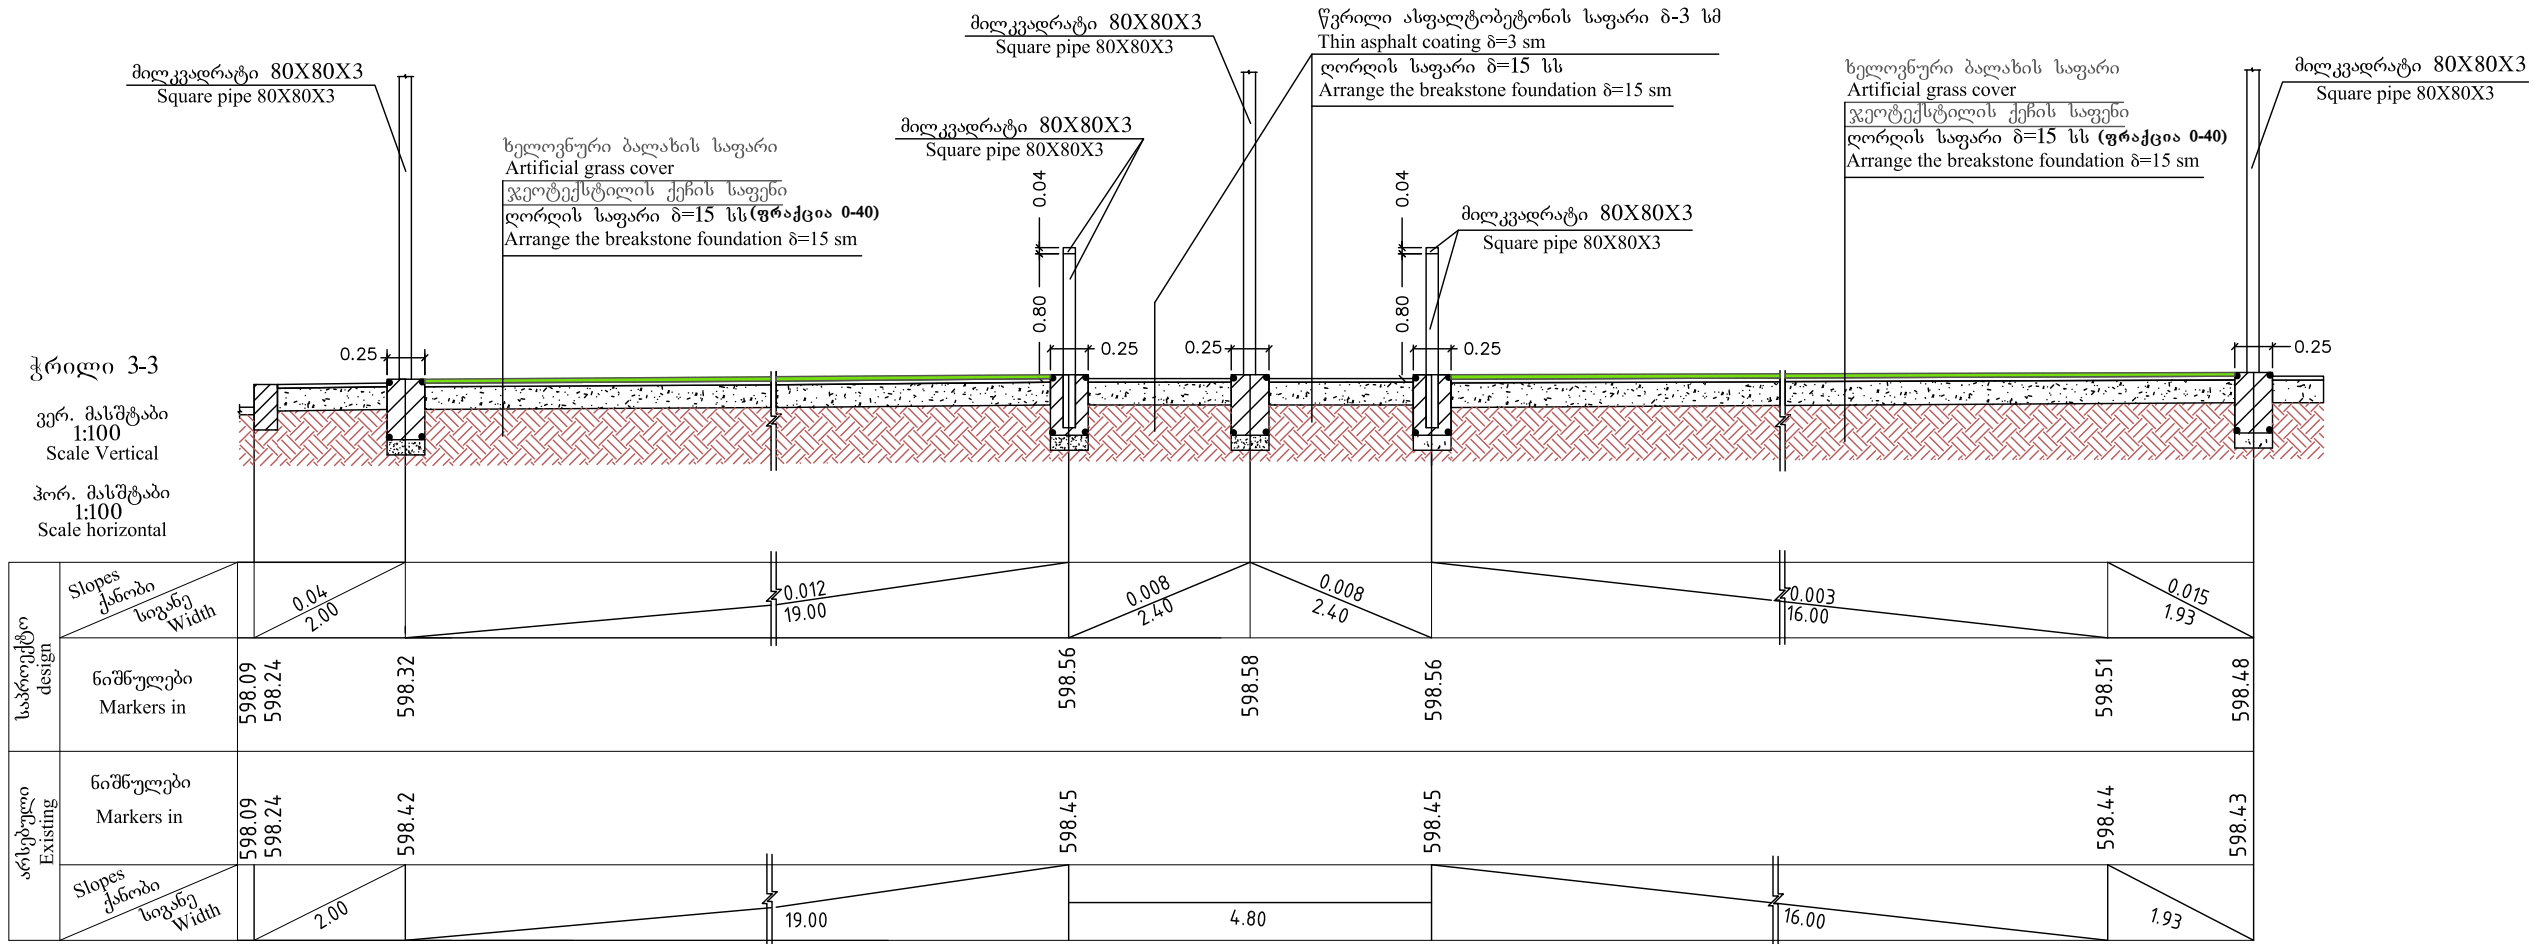 მილკვადრატი 80X80X3
Square pipe 80X80X3
მილკვადრატი 80X80X3
Square pipe 80X80X3
მილკვადრატი 80X80X3
Square pipe 80X80X3
წვრილი ასფალტობეტონის საფარი δ-3 სმ
Thin asphalt coating δ=3 sm
ღორღის საფარი δ=15 სს
Arrange the breakstone foundation δ=15 sm
ხელოვნური ბალახის საფარი
Artificial grass cover
ჯეოტექსტილის ქეჩის საფენი
ღორღის საფარი δ=15 სს (ფრაქცია 0-40)
Arrange the breakstone foundation δ=15 sm
მილკვადრატი 80X80X3
Square pipe 80X80X3
ხელოვნური ბალახის საფარი
Artificial grass cover
ჯეოტექსტილის ქეჩის საფენი
ღორღის საფარი δ=15 სს (ფრაქცია 0-40)
Arrange the breakstone foundation δ=15 sm
მილკვადრატი 80X80X3
Square pipe 80X80X3
0.04
0.80
0.04
0.80
0.25
0.25
0.25
0.25
0.25
ჭრილი 3-3
ვერ. მასშტაბი
1:100
Scale Vertical
ჰორ. მასშტაბი
1:100
Scale horizontal
საპროექტო
design
Slopes
ქანობი
სიგანე
Width
0.04
2.00
0.012
19.00
0.008
2.40
0.008
2.40
0.003
16.00
0.015
1.93
ნიშნულები
Markers in
598.09
598.24
598.32
598.56
598.58
598.56
598.51
598.48
არსებული
Existing
ნიშნულები
Markers in
598.09
598.24
598.42
598.45
598.45
598.44
598.43
Slopes
ქანობი
სიგანე
Width
2.00
19.00
4.80
16.00
1.93